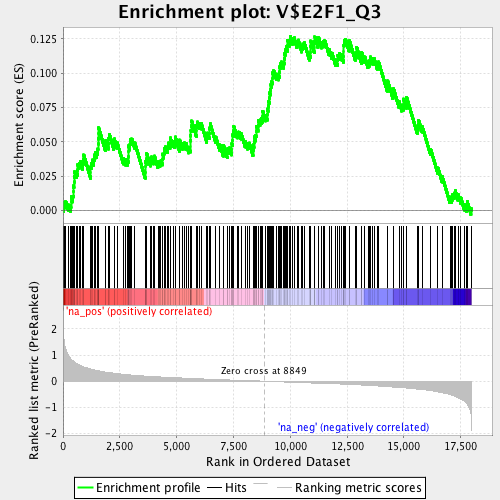 Enrichment plot: V$E2F1_Q3
Enrichment score (ES)
0.125
0.100
0.075
0.050
0.025
0.000
'na_pos' (positively correlated)
Ranked list metric (PreRanked)
2
1
0
-1
-2
Zero cross at 8849
'na_neg' (negatively correlated)
0
2,500
5,000
7,500
10,000
12,500
15,000
17,500
Rank in Ordered Dataset
Enrichment profile
Hits
Ranking metric scores